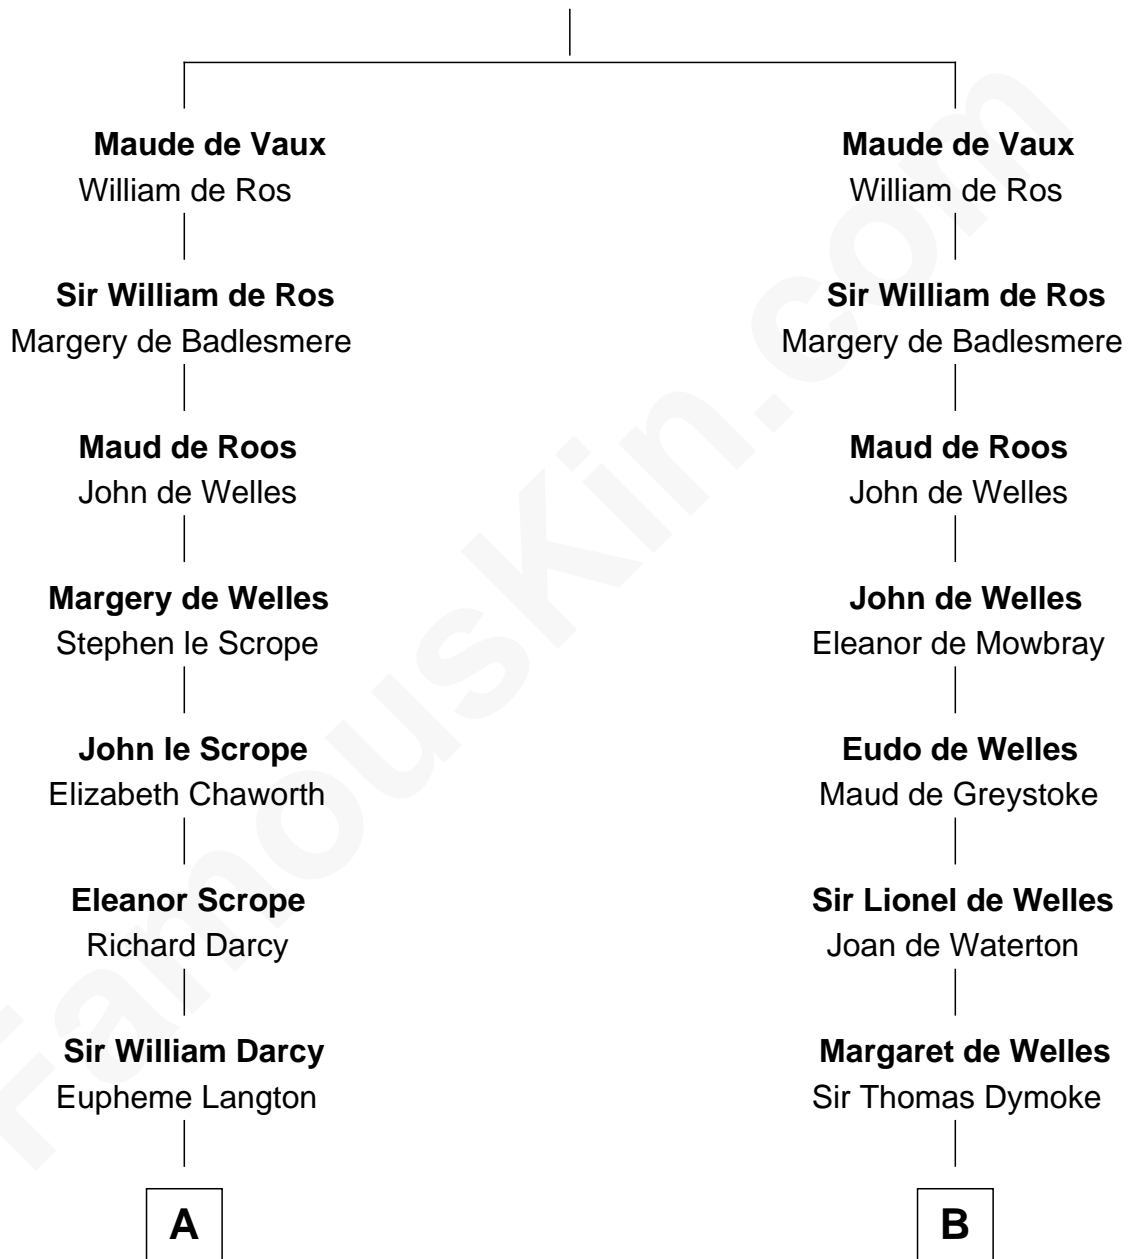 Maude de Vaux
William de Ros
Sir William de Ros
Margery de Badlesmere
Maud de Roos
John de Welles
Margery de Welles
Stephen le Scrope
John le Scrope
Elizabeth Chaworth
Eleanor Scrope
Richard Darcy
Sir William Darcy
Eupheme Langton
A
Maude de Vaux
William de Ros
Sir William de Ros
Margery de Badlesmere
Maud de Roos
John de Welles
John de Welles
Eleanor de Mowbray
Eudo de Welles
Maud de Greystoke
Sir Lionel de Welles
Joan de Waterton
Margaret de Welles
Sir Thomas Dymoke
B
FamousKin.com